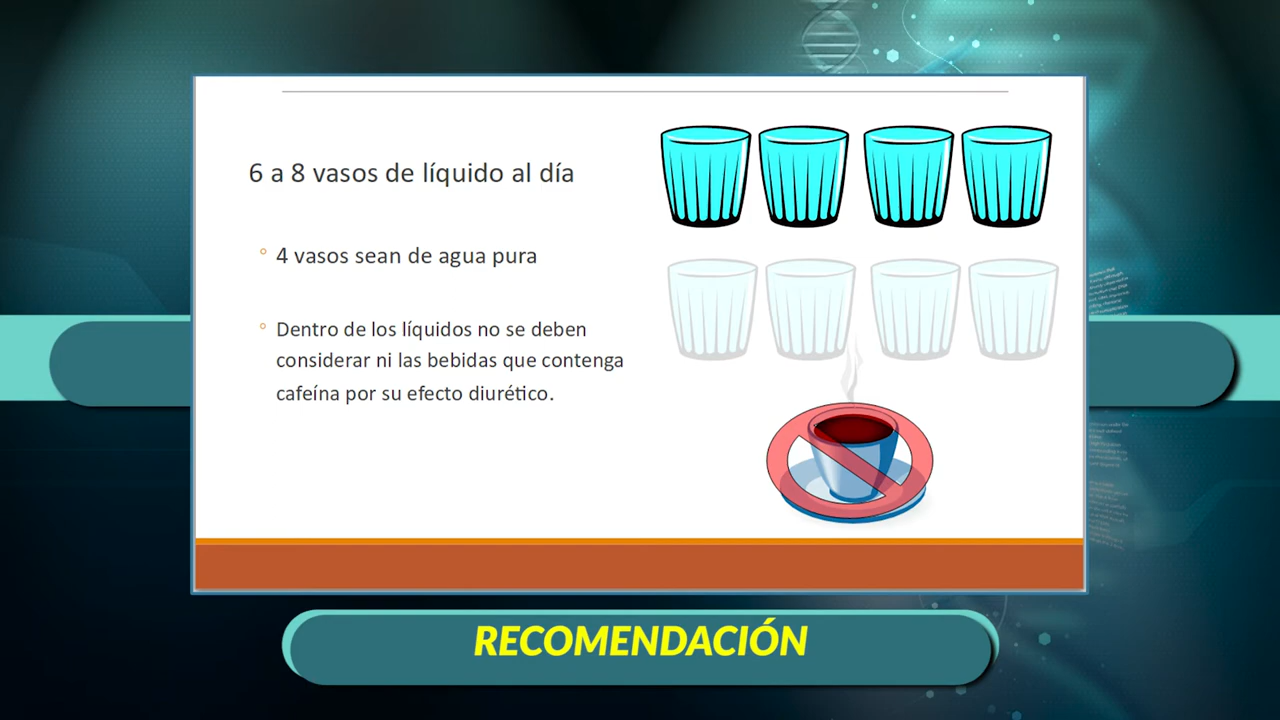 6 a 8 vasos de líquido al día
4 vasos sean de agua pura
Dentro de los líquidos no se deben
considerar ni las bebidas que contenga
cafeína por su efecto diurético.
RECOMENDACIÓN